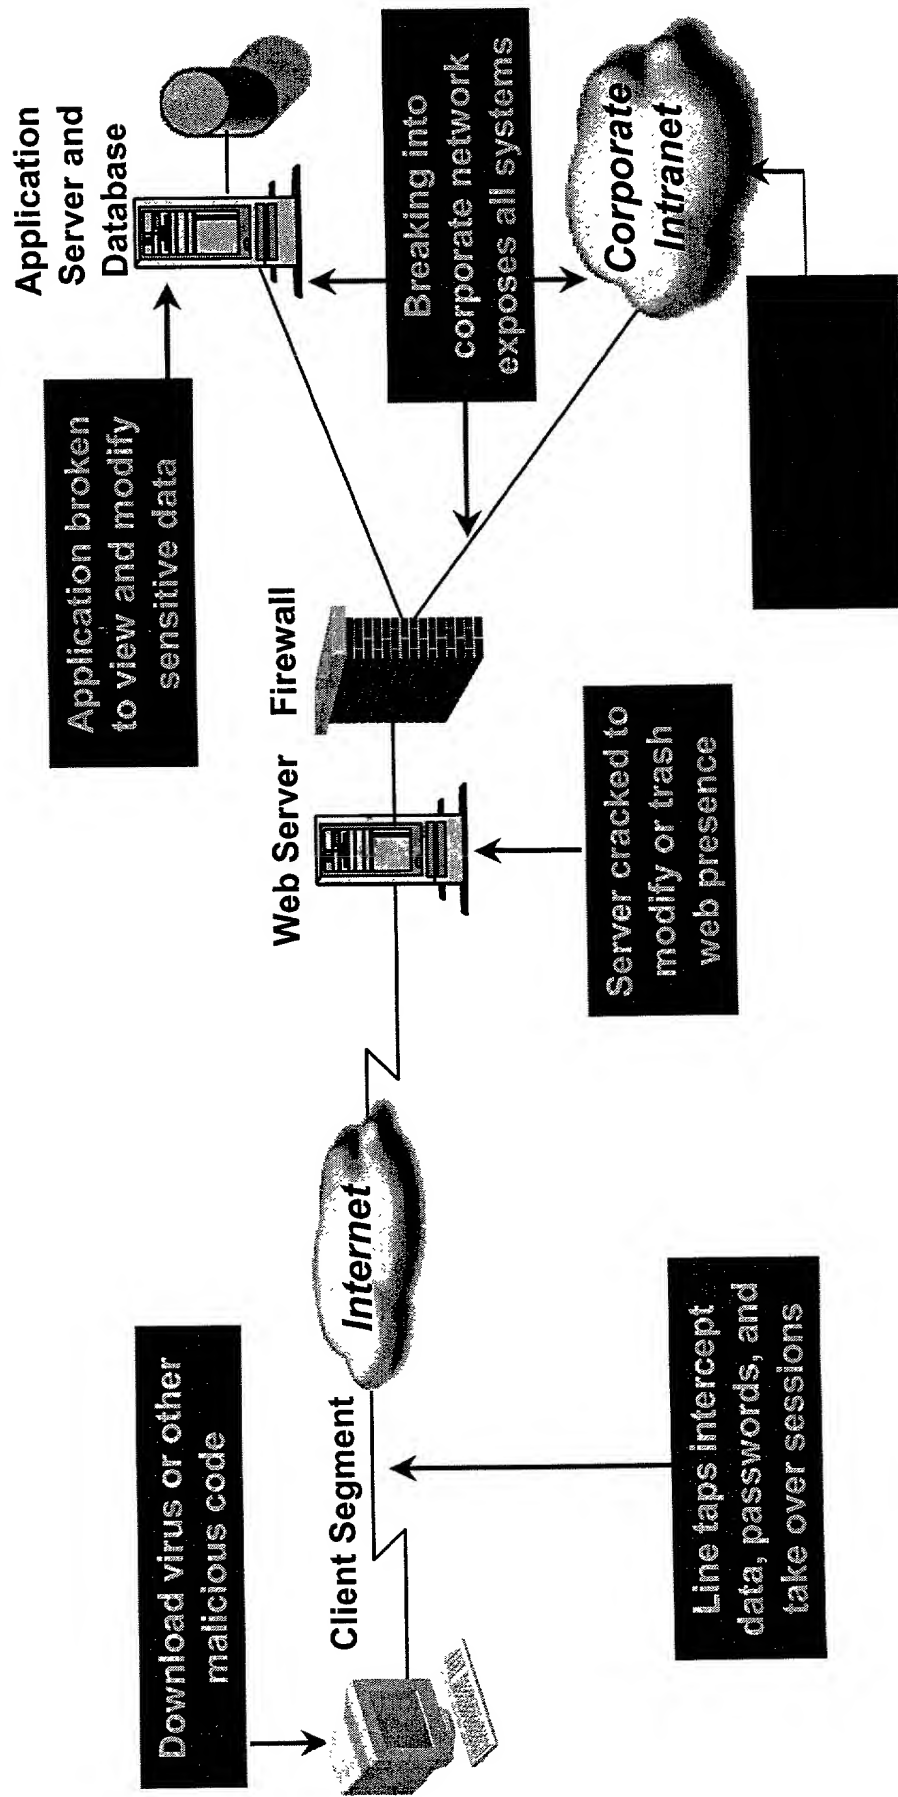 Download virus or other
malicious code
Client Segment
Line taps intercept
data, passwords, and
take over sessions
Internet
Web Server
Server cracked to
modify or trash
web presence
Firewall
Application broken
to view and modify
sensitive data
Application
Server and
Database
Breaking into
corporate network
exposes all systems
Corporate
Intranet